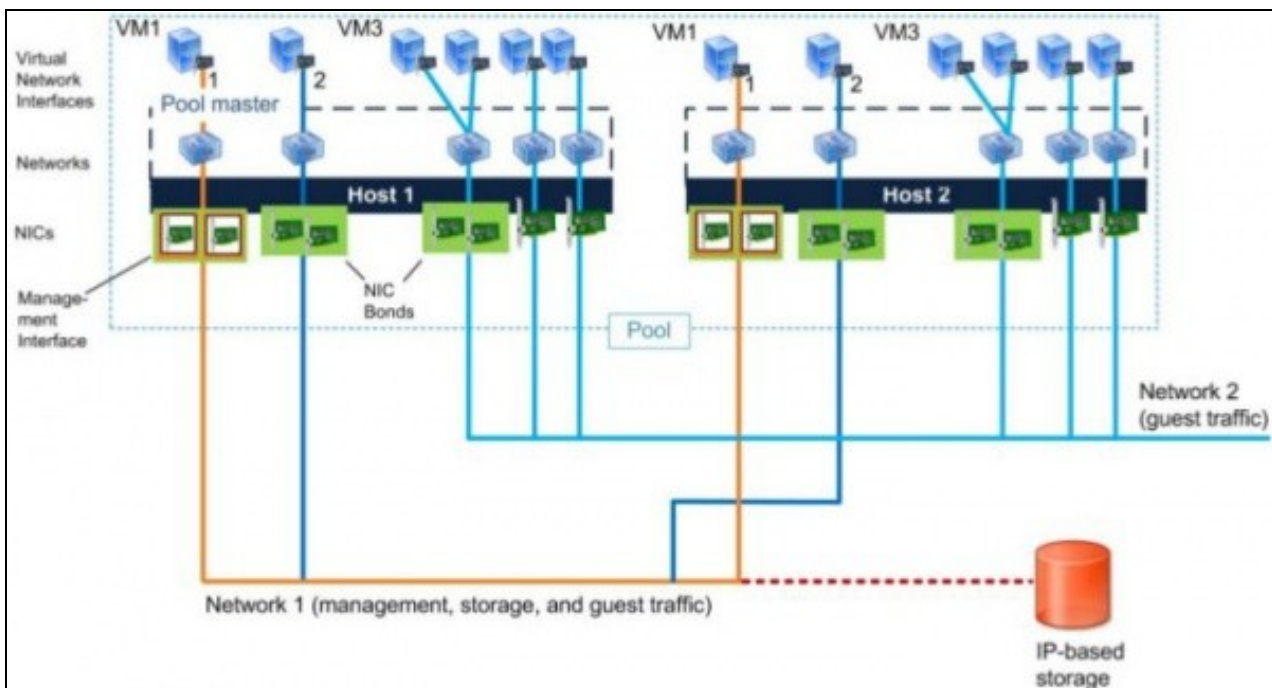 VM1
VM3
VM1
VM3
Virtual
Network
Interfaces
1
2
1
2
Pool master
Networks
Host 1
Host 2
NICs
NIC
Bonds
Manage-
ment
Interface
Pool
Network 2
(guest traffic)
Network 1 (management, storage, and guest traffic)
IP-based
storage